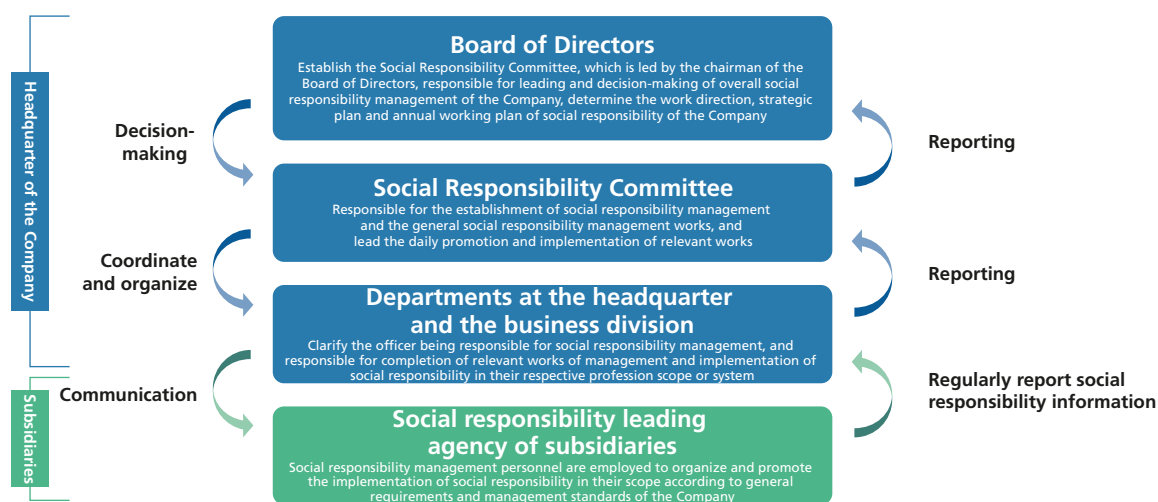 Headquarter of the Company
Board of Directors
Establish the Social Responsibility Committee, which is led by the chairman of the
Board of Directors, responsible for leading and decision-making of overall social
responsibility management of the Company, determine the work direction, strategic
plan and annual working plan of social responsibility of the Company
Decision-
making
Reporting
Social Responsibility Committee
Responsible for the establishment of social responsibility management
and the general social responsibility management works, and
lead the daily promotion and implementation of relevant works
Coordinate
and organize
Reporting
Departments at the headquarter
and the business division
Clarify the officer being responsible for social responsibility management, and
responsible for completion of relevant works of management and implementation of
social responsibility in their respective profession scope or system
Subsidiaries
Communication
Regularly report social
responsibility information
Social responsibility leading
agency of subsidiaries
Social responsibility management personnel are employed to organize and promote
the implementation of social responsibility in their scope according to general
requirements and management standards of the Company